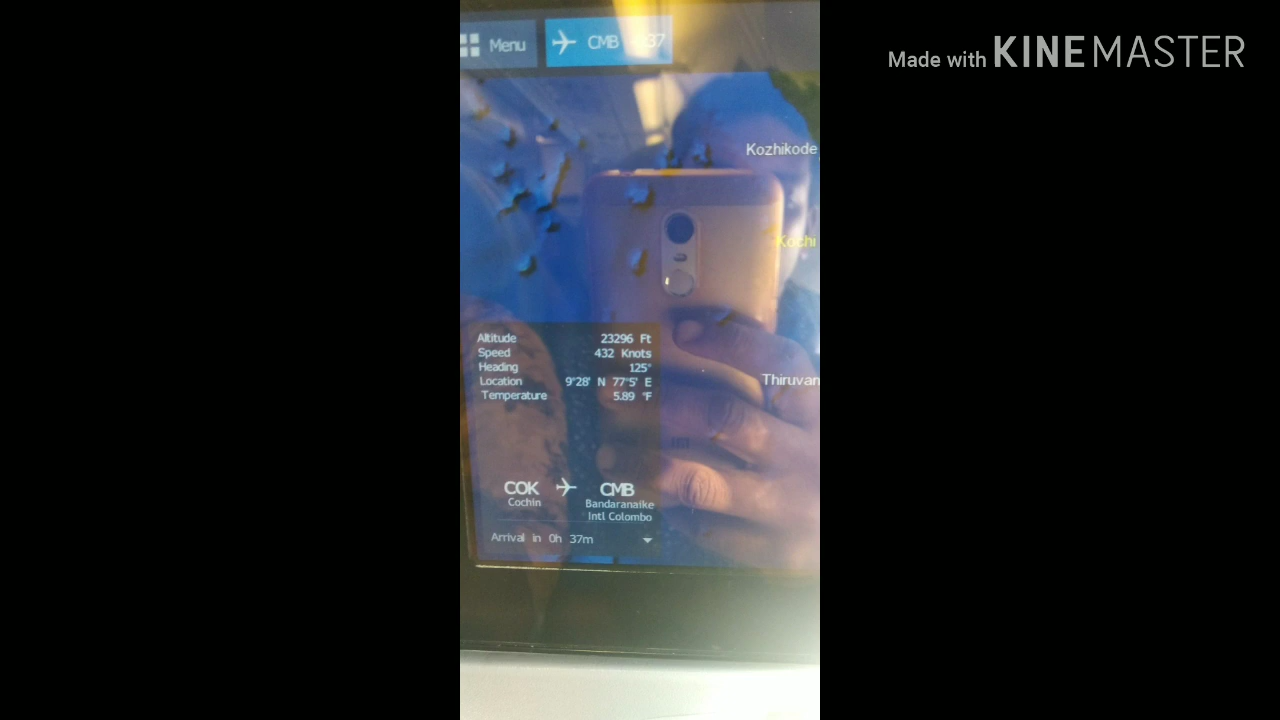 Menu
CMB 37
Made with KINEMASTER
Kozhikode
Kochi
Altitude 23296 Ft
Speed 432 Knots
Heading 125°
Location 9°28' N 77°5' E
Temperature 5.89 °F
Thiruvan
COK CMB
Cochin Bandaranaike
Intl Colombo
Arrival in 0h 37m